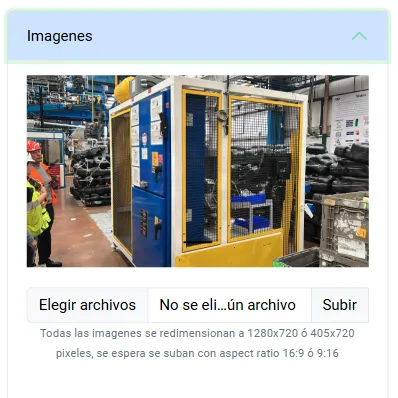 Imagenes
Elegir archivos No se eli...ún archivo Subir
Todas las imagenes se redimensionan a 1280x720 ó 405x720
pixeles, se espera se suban con aspect ratio 16:9 ó 9:16